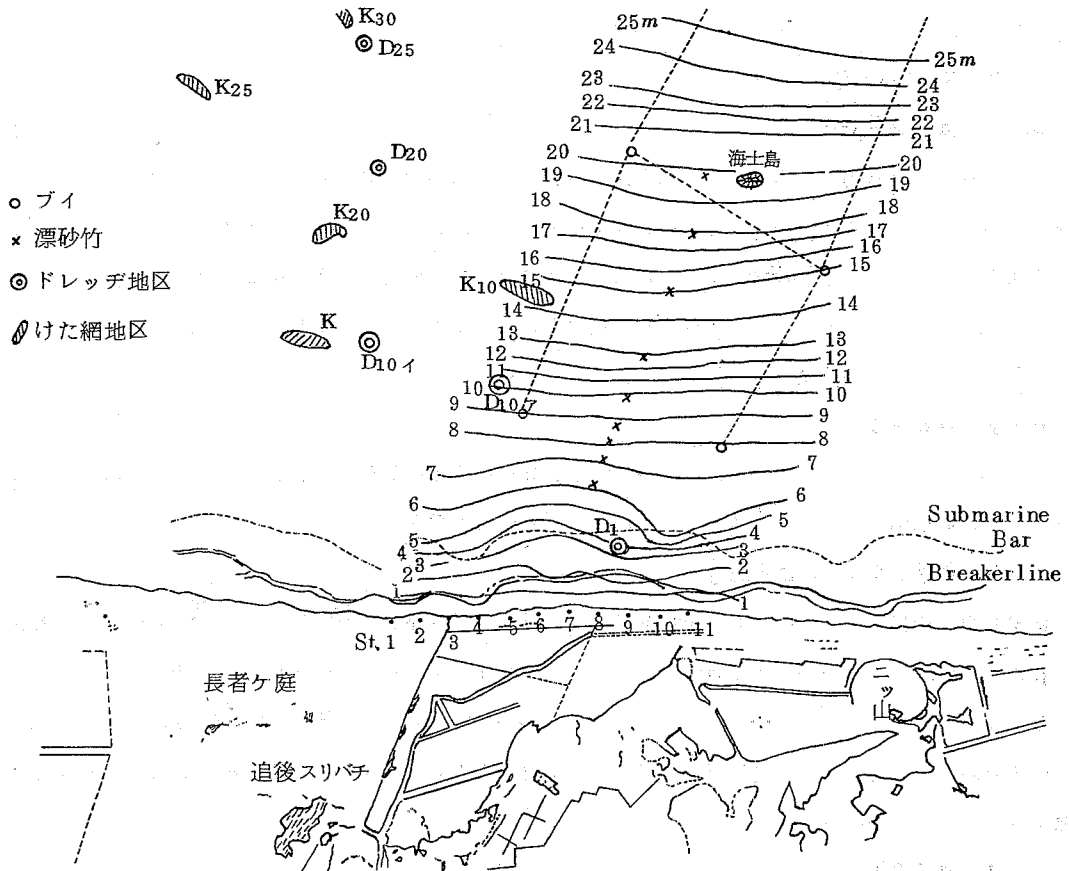 K30
D25
K25
D20
K20
K10
K
D10イ
D10ア
D1
ブイ
漂砂竹
ドレッヂ地区
けた網地区
25m
24
23
22
21
20
19
18
17
16
15
14
13
12
11
10
9
8
7
6
5
4
3
2
1
海士島
25m
24
23
22
21
20
19
18
17
16
15
14
13
12
11
10
9
8
7
6
5
4
3
2
1
Submarine
Bar
Breakerline
St. 1 2 3 4 5 6 7 8 9 10 11
長者ケ庭
追後スリバチ
二ッ山